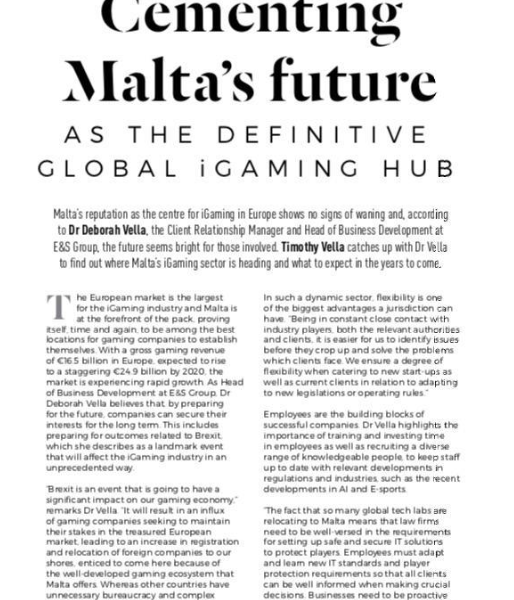 Cementing
Malta's future
AS THE DEFINITIVE
GLOBAL iGAMING HUB
Malta's reputation as the centre for iGaming in Europe shows no signs of waning and, according
to Dr Deborah Vella, the Client Relationship Manager and Head of Business Development at
E&S Group, the future seems bright for those involved. Timothy Vella catches up with Dr Vella
to find out where Malta's iGaming sector is heading and what to expect in the years to come.
The European market is the largest
for the iGaming industry and Malta is
at the forefront of the pack, proving
itself, time and again, to be among the best
locations for gaming companies to establish
themselves. With a gross gaming revenue
of €16.5 billion in Europe, expected to rise
to a staggering €24.9 billion by 2020, the
market is experiencing rapid growth. As Head
of Business Development at E&S Group, Dr
Deborah Vella believes that, by preparing
for the future, companies can secure their
interests for the long term. This includes
preparing for outcomes related to Brexit,
which she describes as a landmark event
that will affect the iGaming industry in an
unprecedented way.
"Brexit is an event that is going to have a
significant impact on our gaming economy,"
remarks Dr Vella. "It will result in an influx
of gaming companies seeking to maintain
their stakes in the treasured European
market, leading to an increase in registration
and relocation of foreign companies to our
shores, enticed to come here because of
the well-developed gaming ecosystem that
Malta offers. Whereas other countries have
unnecessary bureaucracy and complex
In such a dynamic sector, flexibility is one
of the biggest advantages a jurisdiction can
have. "Being in constant close contact with
industry players, both the relevant authorities
and clients, it is easier for us to identify issues
before they crop up and solve the problems
which clients face. We ensure a degree of
flexibility when catering to new start-ups as
well as current clients in relation to adapting
to new legislations or operating rules."
Employees are the building blocks of
successful companies. Dr Vella highlights the
importance of training and investing time
in employees as well as recruiting a diverse
range of knowledgeable people, to keep staff
up to date with relevant developments in
regulations and industries, such as the recent
developments in AI and E-sports.
"The fact that so many global tech labs are
relocating to Malta means that law firms
need to be well-versed in the requirements
for setting up safe and secure IT solutions
to protect players. Employees must adapt
and learn new IT standards and player
protection requirements so that all clients
can be well informed when making crucial
decisions. Businesses need to be proactive